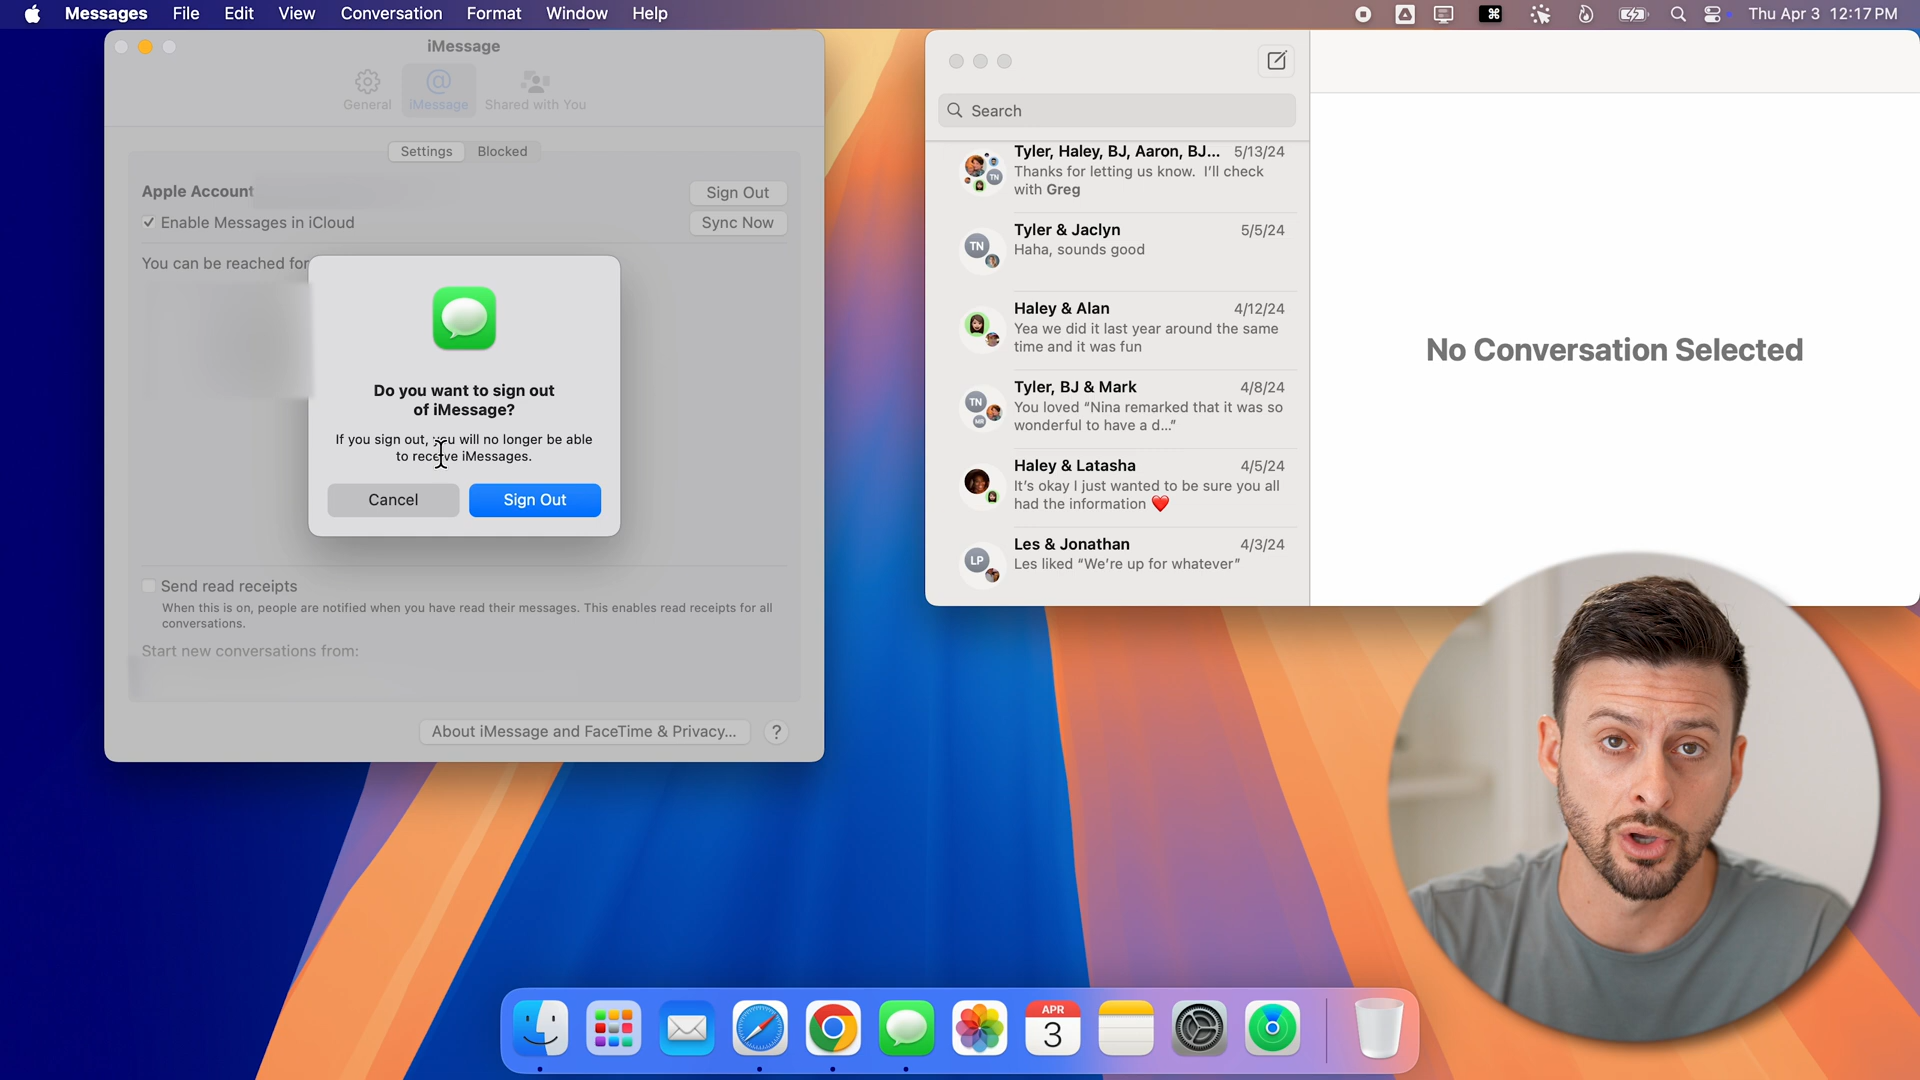 Messages File Edit View Conversation Format Window Help
Thu Apr 3 12:17 PM
iMessage
General iMessage Shared with You
Settings Blocked
Apple Account
Sign Out
Enable Messages in iCloud
Sync Now
You can be reached for
Do you want to sign out
of iMessage?
If you sign out, you will no longer be able
to receive iMessages.
Cancel Sign Out
Send read receipts
When this is on, people are notified when you have read their messages. This enables read receipts for all
conversations.
Start new conversations from:
About iMessage and FaceTime & Privacy... ?
Search
TN
Tyler, Haley, BJ, Aaron, BJ... 5/13/24
Thanks for letting us know. I'll check
with Greg
TN
Tyler & Jaclyn 5/5/24
Haha, sounds good
Haley & Alan 4/12/24
Yea we did it last year around the same
time and it was fun
TN
MR
Tyler, BJ & Mark 4/8/24
You loved “Nina remarked that it was so
wonderful to have a d...”
Haley & Latasha 4/5/24
It's okay I just wanted to be sure you all
had the information ❤️
LP
Les & Jonathan 4/3/24
Les liked “We're up for whatever”
No Conversation Selected
APR
3